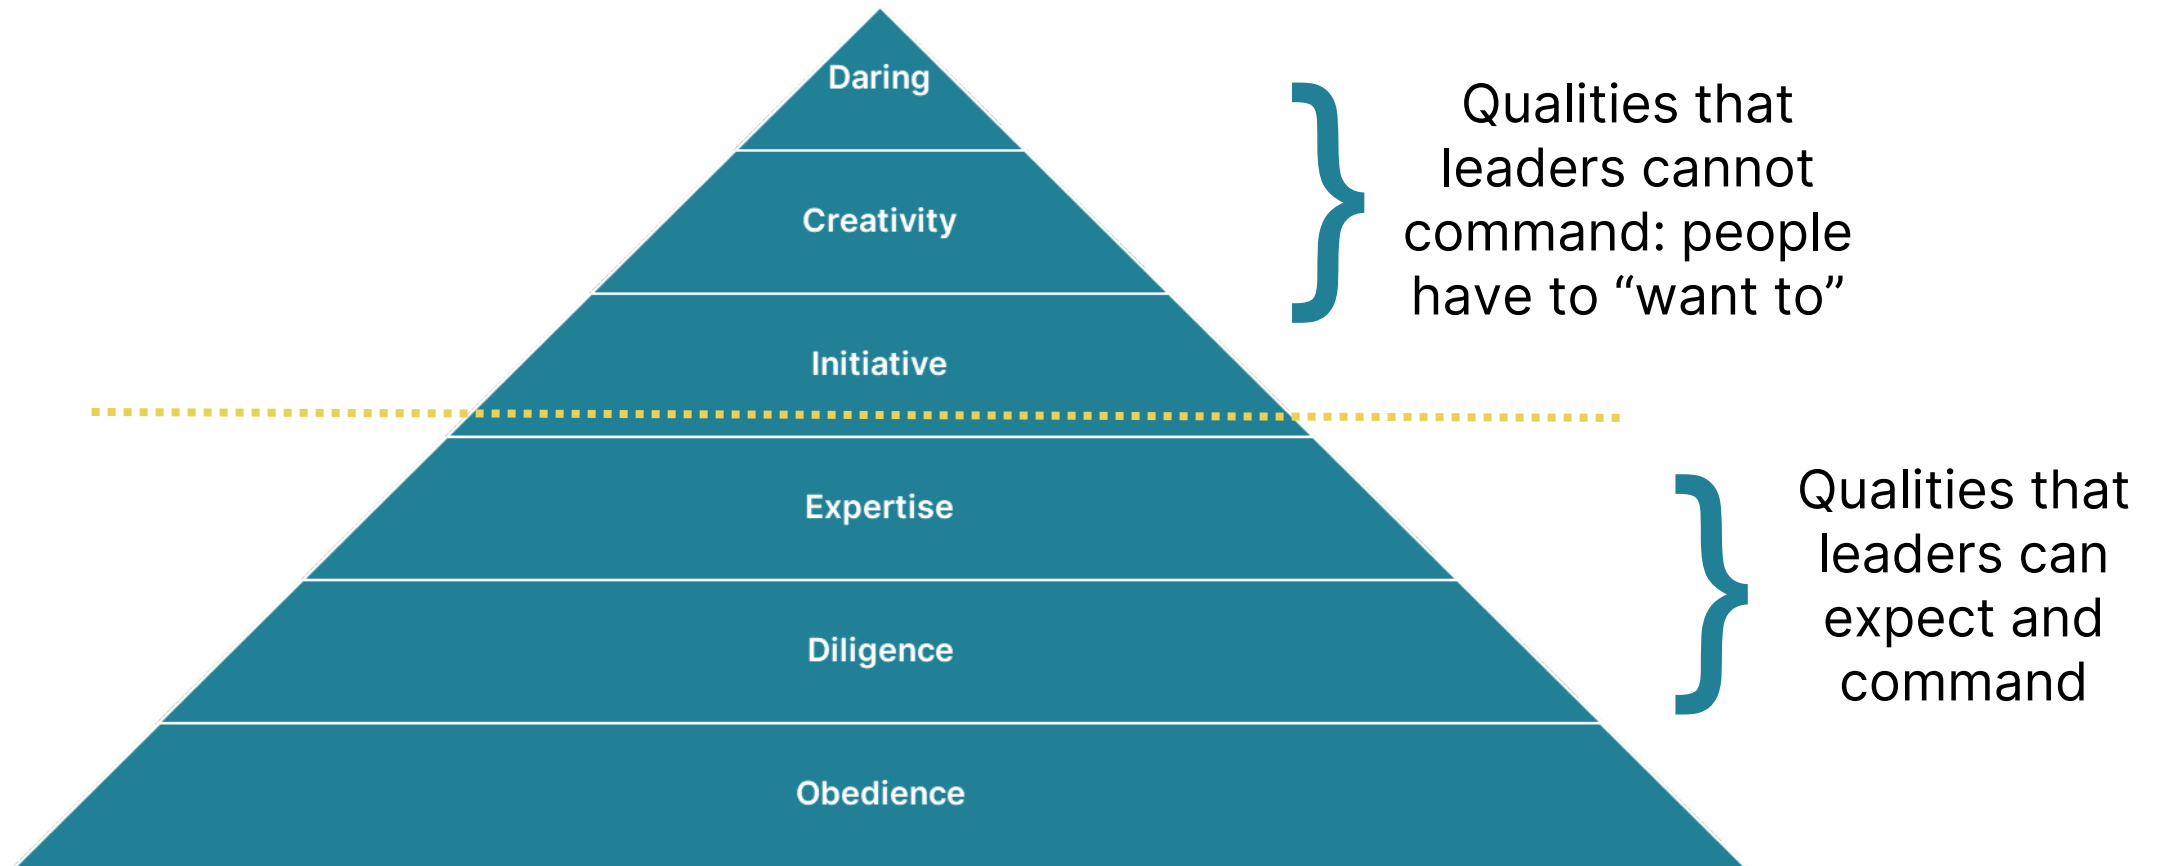 Daring
Creativity
Initiative
Expertise
Diligence
Obedience
Qualities that
leaders cannot
command: people
have to “want to”
Qualities that
leaders can
expect and
command